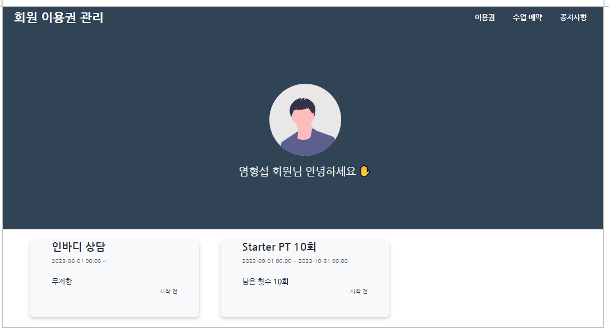 회원 이용권 관리
이용권 수업 예약 공지사항
염형섭 회원님 안녕하세요 ✋
인바디 상담
2023-06-01 00:00 ~
무제한
시작 전
Starter PT 10회
2023-09-01 00:00 ~ 2023-10-31 00:00
남은 횟수 10회
시작 전